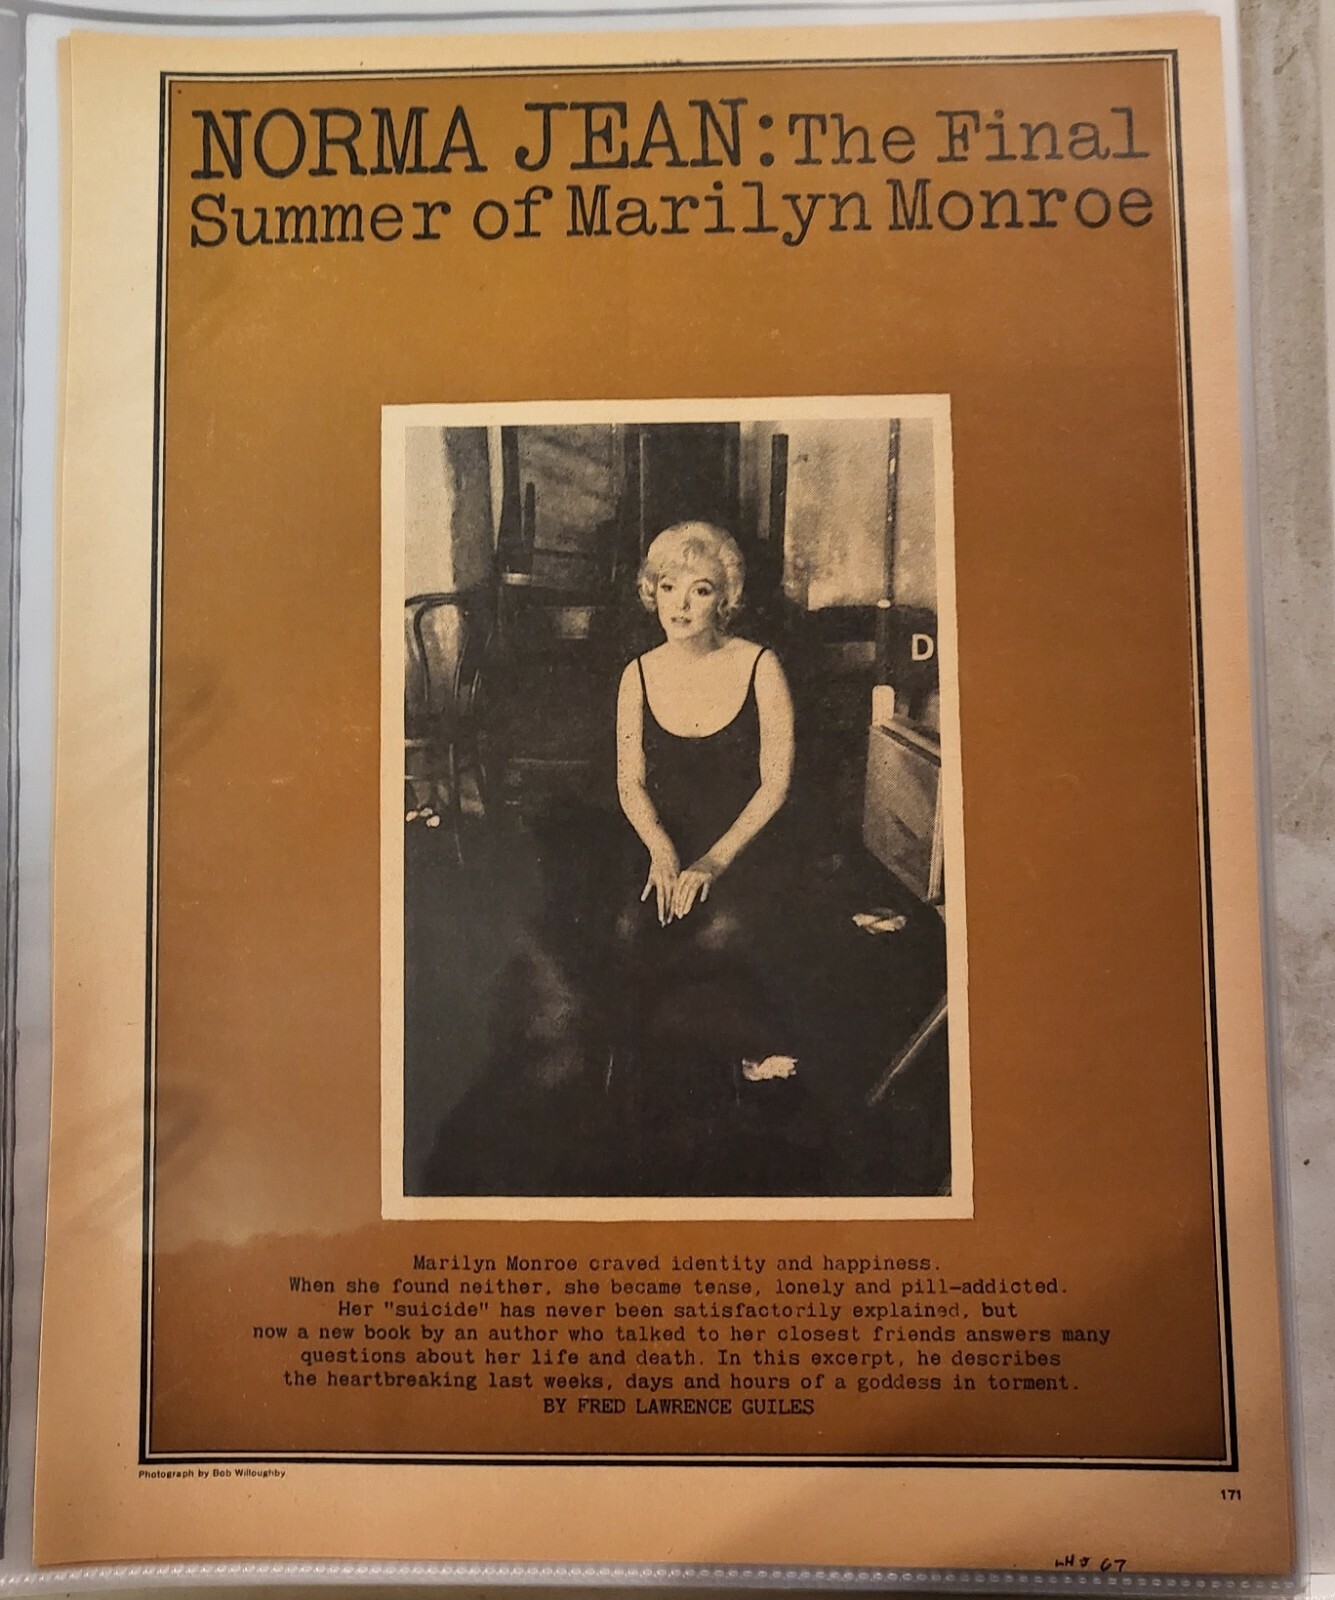 NORMA JEAN: The Final
Summer of Marilyn Monroe
D
Marilyn Monroe craved identity and happiness.
When she found neither, she became tense, lonely and pill-addicted.
Her "suicide" has never been satisfactorily explained, but
now a new book by an author who talked to her closest friends answers many
questions about her life and death. In this excerpt, he describes
the heartbreaking last weeks, days and hours of a goddess in torment.
BY FRED LAWRENCE GUILES
Photograph by Bob Willoughby
171
LHJ 67